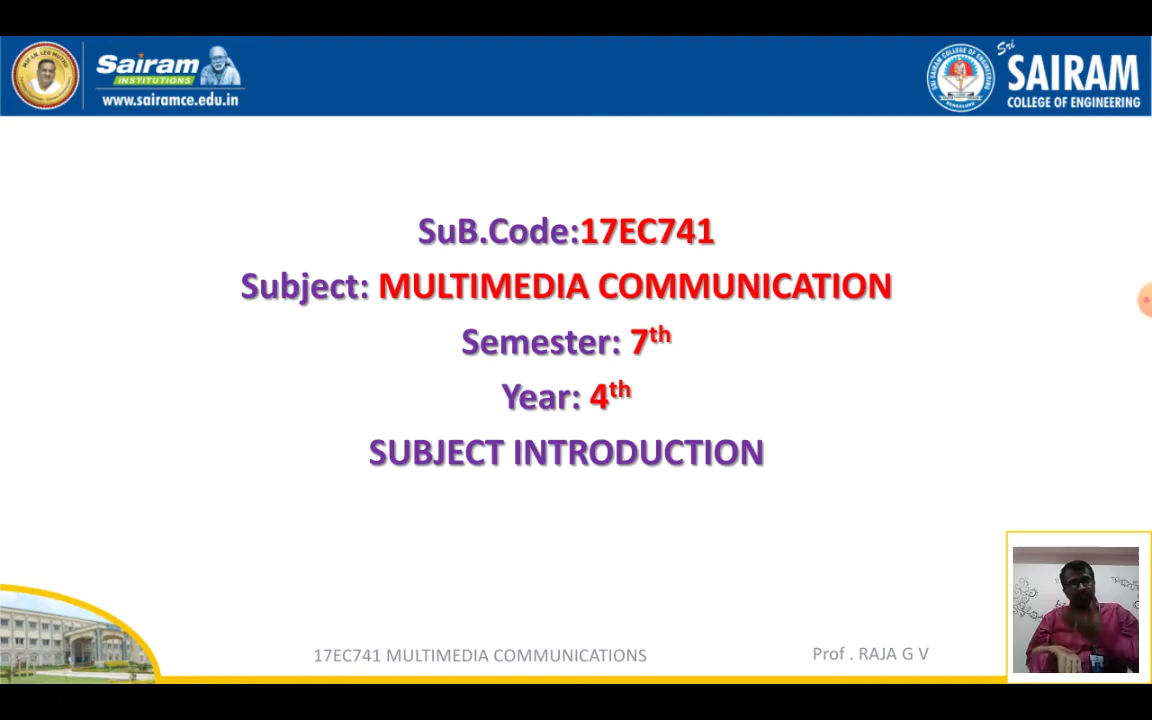 Sairam
INSTITUTIONS
www.sairamce.edu.in
Sri
SAIRAM
COLLEGE OF ENGINEERING
SuB.Code:17EC741
Subject: MULTIMEDIA COMMUNICATION
Semester: 7th
Year: 4th
SUBJECT INTRODUCTION
17EC741 MULTIMEDIA COMMUNICATIONS
Prof . RAJA G V